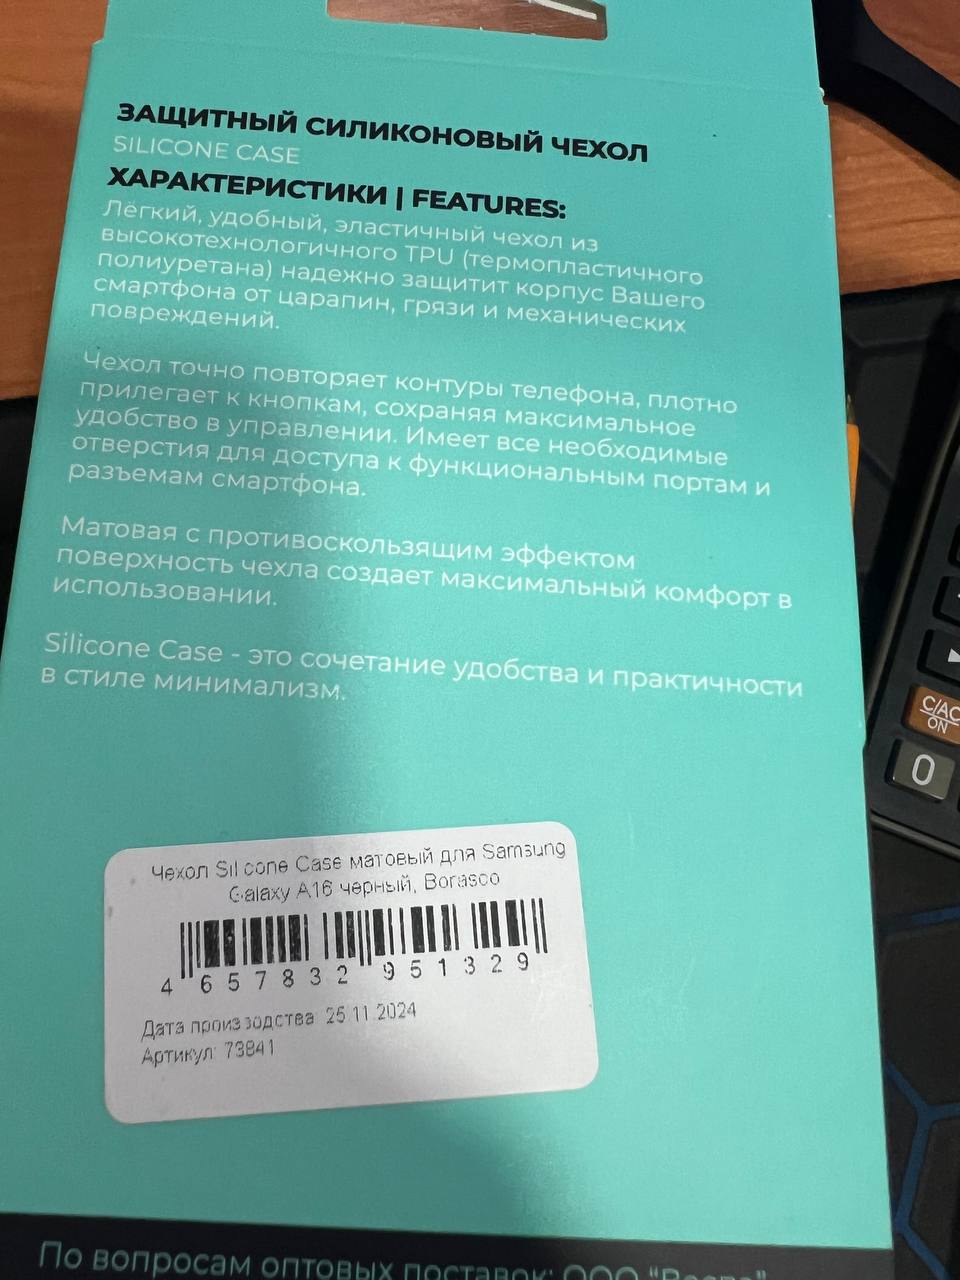 ЗАЩИТНЫЙ СИЛИКОНОВЫЙ ЧЕХОЛ
SILICONE CASE
ХАРАКТЕРИСТИКИ | FEATURES:
Лёгкий, удобный, эластичный чехол из
высокотехнологичного TPU (термопластичного
полиуретана) надежно защитит корпус Вашего
смартфона от царапин, грязи и механических
повреждений.
Чехол точно повторяет контуры телефона, плотно
прилегает к кнопкам, сохраняя максимальное
удобство в управлении. Имеет все необходимые
отверстия для доступа к функциональным портам и
разъемам смартфона.
Матовая с противоскользящим эффектом
поверхность чехла создает максимальный комфорт в
использовании.
Silicone Case - это сочетание удобства и практичности
в стиле минимализм.
Чехол Silicone Case матовый для Samsung
Galaxy A16 черный, Borasco
4 657832 951329
Дата производства: 25.11.2024
Артикул: 73841
По вопросам оптовых поставок: ООО
C/AC
ON
0